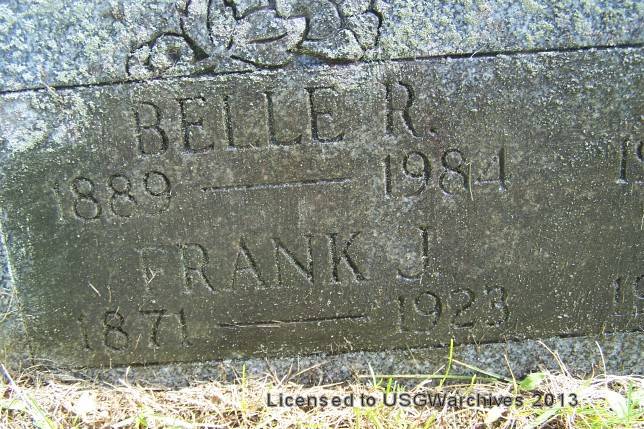 BELLE R.
1889 — 1984
FRANK J.
1871 — 1923
Licensed to USGWarchives 2013